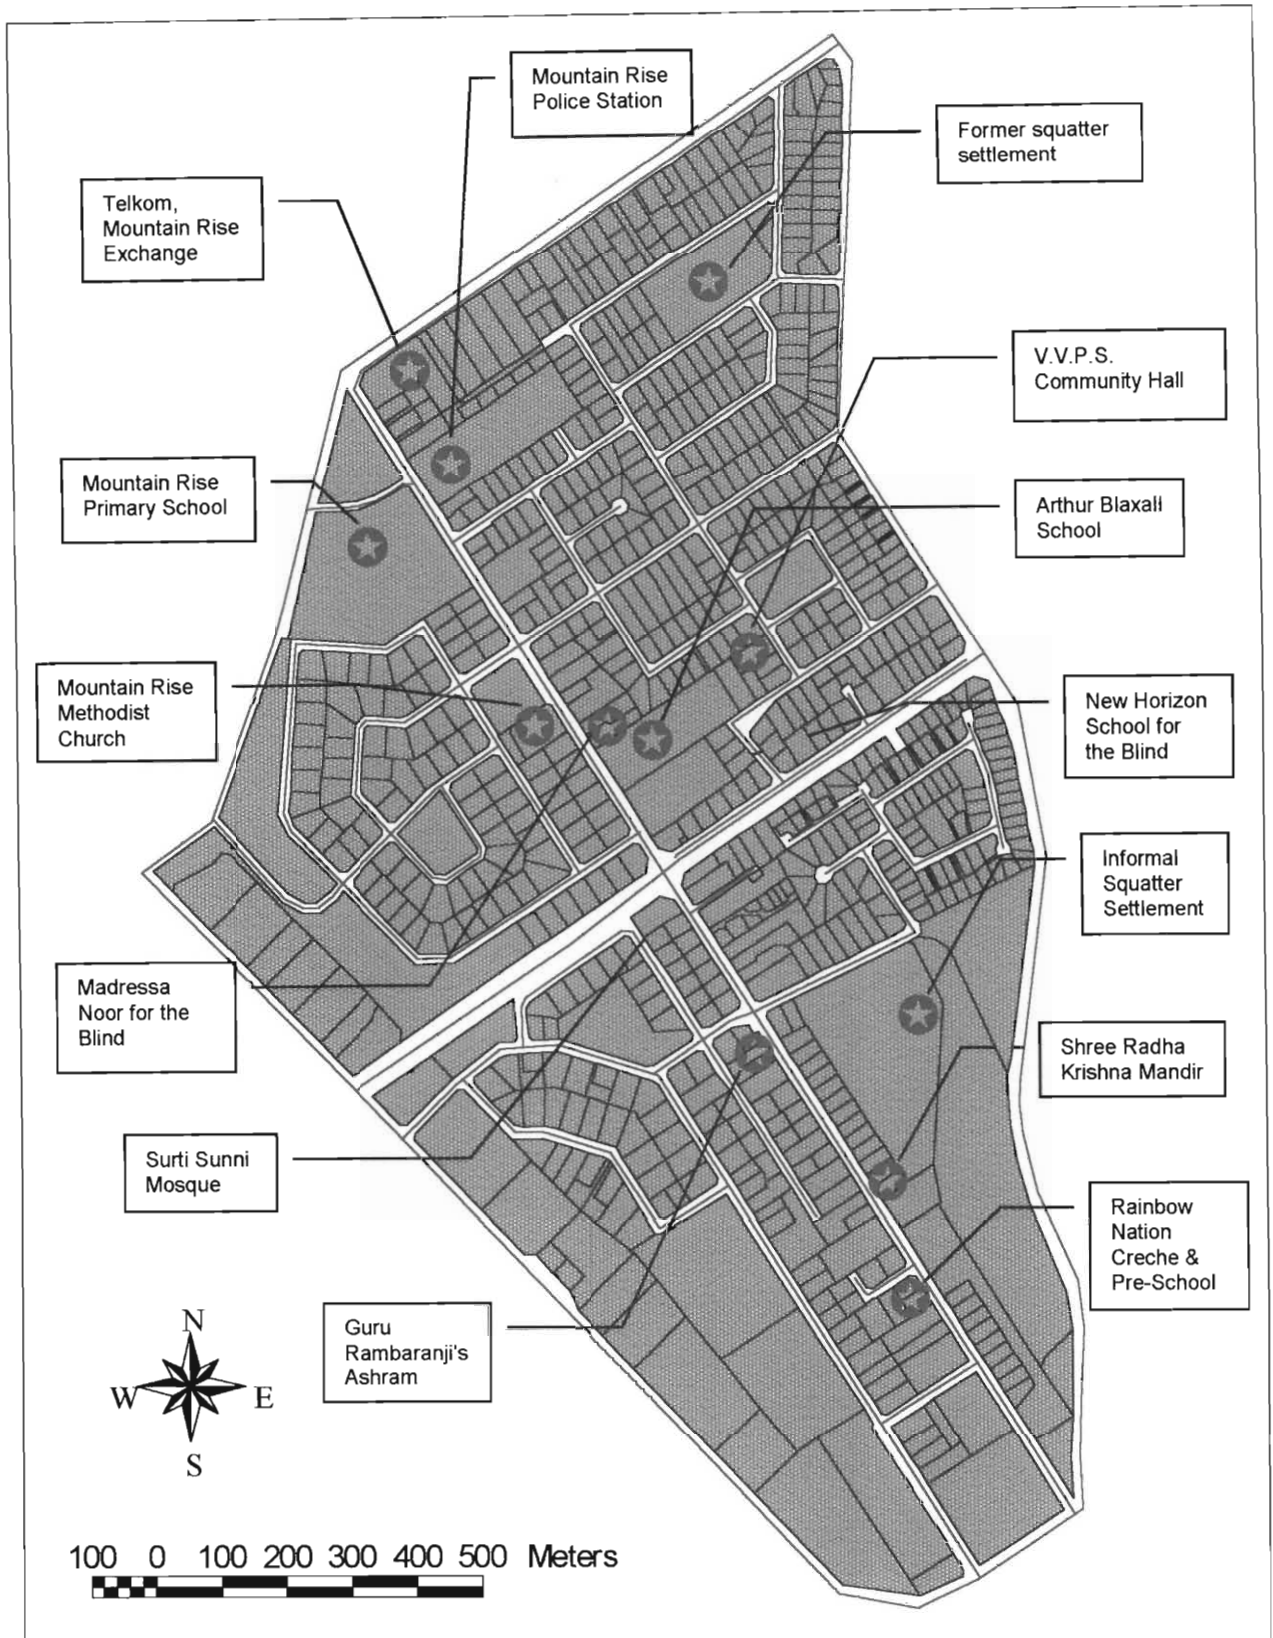 Mountain Rise
Police Station
Former squatter
settlement
Telkom,
Mountain Rise
Exchange
V.V.P.S.
Community Hall
Mountain Rise
Primary School
Arthur Blaxall
School
Mountain Rise
Methodist
Church
New Horizon
School for
the Blind
Informal
Squatter
Settlement
Madressa
Noor for the
Blind
Shree Radha
Krishna Mandir
Surti Sunni
Mosque
Rainbow
Nation
Creche &
Pre-School
Guru
Rambaranji's
Ashram
N
W E
S
100 0 100 200 300 400 500 Meters